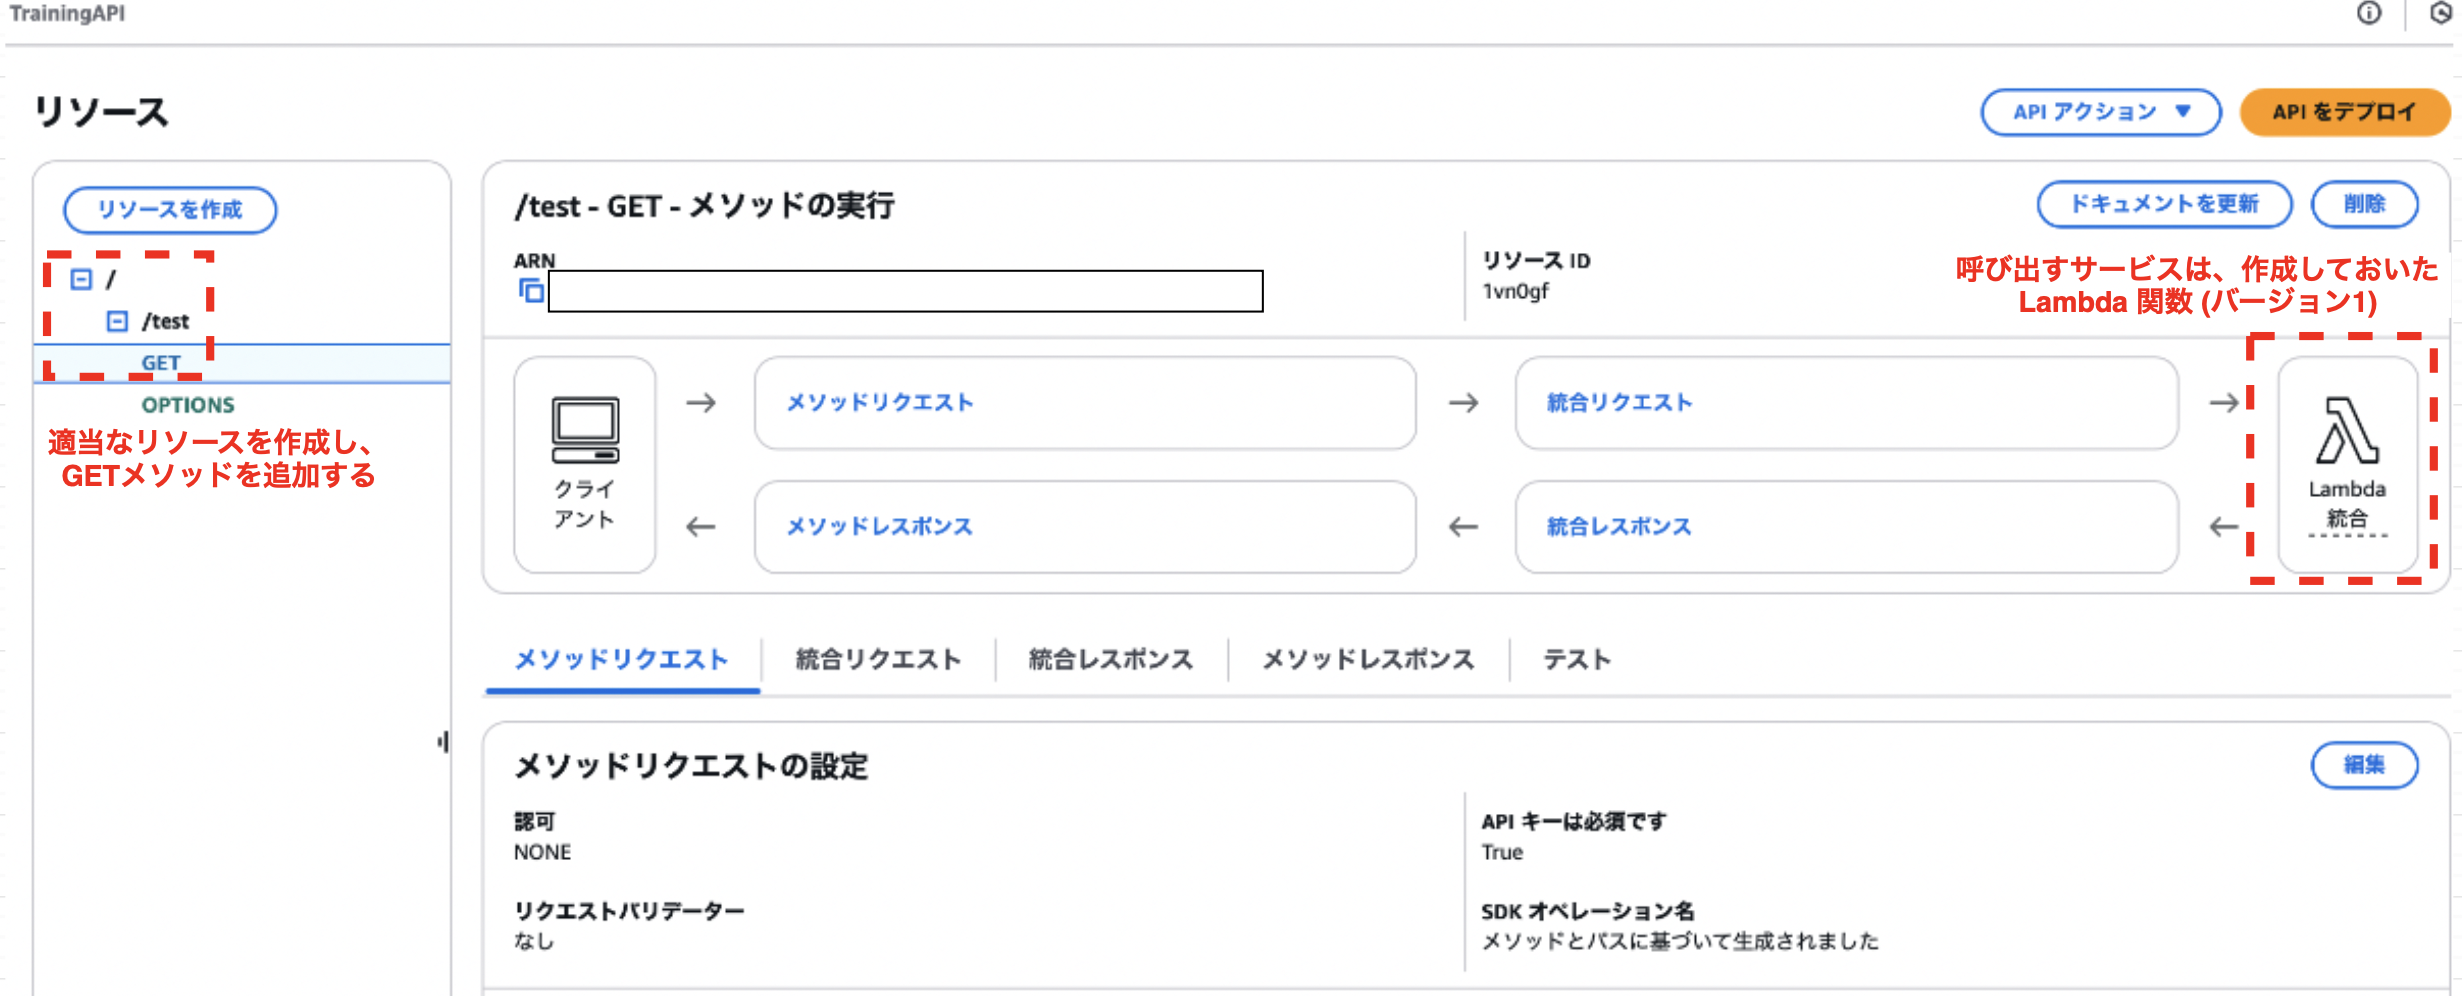 TrainingAPI
リソース
API アクション ▼
API をデプロイ
リソースを作成
/
/test
GET
OPTIONS
適当なリソースを作成し、
GETメソッドを追加する
/test - GET - メソッドの実行
ドキュメントを更新
削除
ARN
リソース ID
1vn0gf
呼び出すサービスは、作成しておいた
Lambda 関数 (バージョン1)
クライ
アント
メソッドリクエスト
統合リクエスト
メソッドレスポンス
統合レスポンス
Lambda
統合
メソッドリクエスト
統合リクエスト
統合レスポンス
メソッドレスポンス
テスト
メソッドリクエストの設定
編集
認可
NONE
API キーは必須です
True
リクエストバリデーター
なし
SDK オペレーション名
メソッドとパスに基づいて生成されました